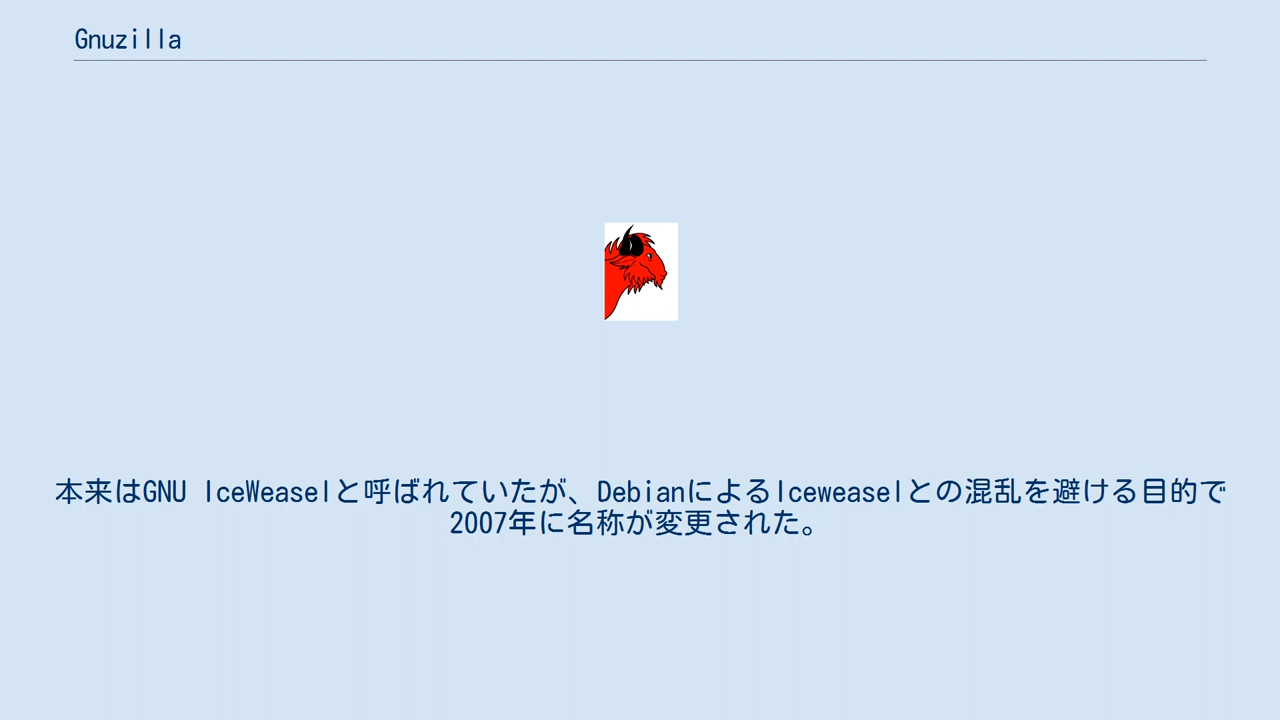 Gnuzilla
本来はGNU IceWeaselと呼ばれていたが、DebianによるIceweaselとの混乱を避ける目的で
2007年に名称が変更された。